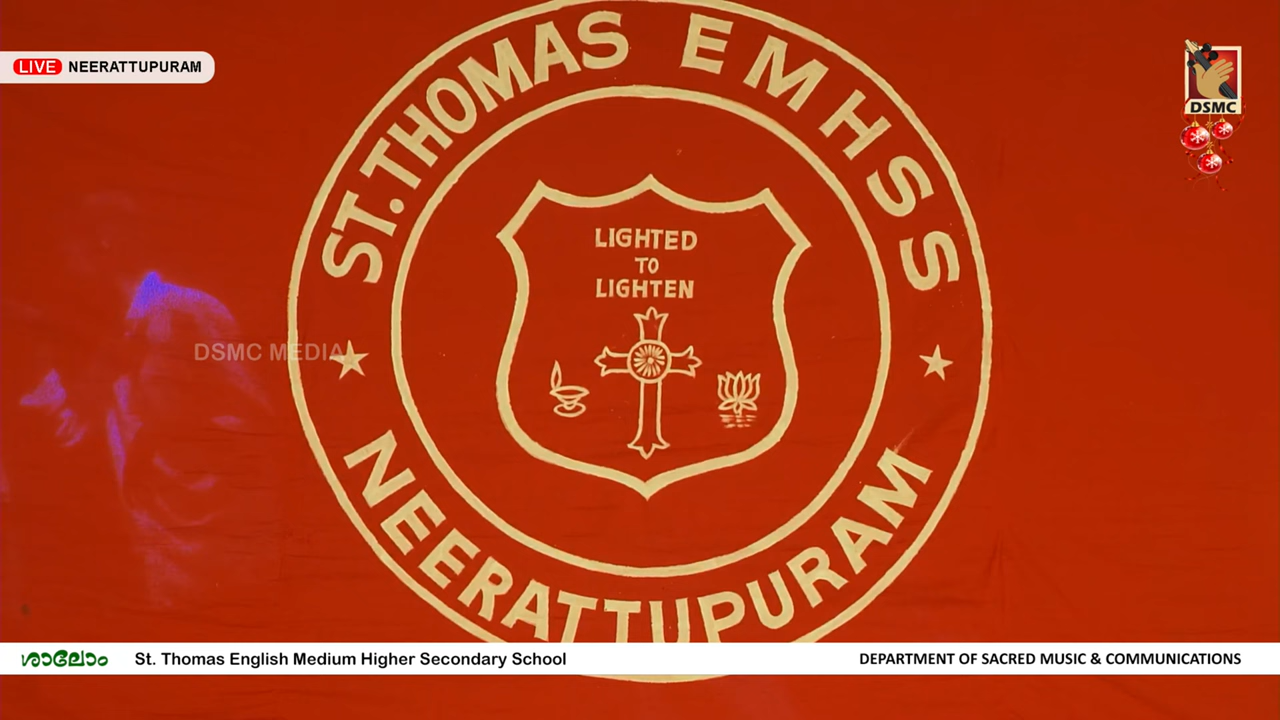 LIVE NEERATTUPURAM
DSMC
ST. THOMAS E M H S S
LIGHTED
TO
LIGHTEN
DSMC MEDIA
NEERATTUPURAM
ശാലോം St. Thomas English Medium Higher Secondary School DEPARTMENT OF SACRED MUSIC & COMMUNICATIONS